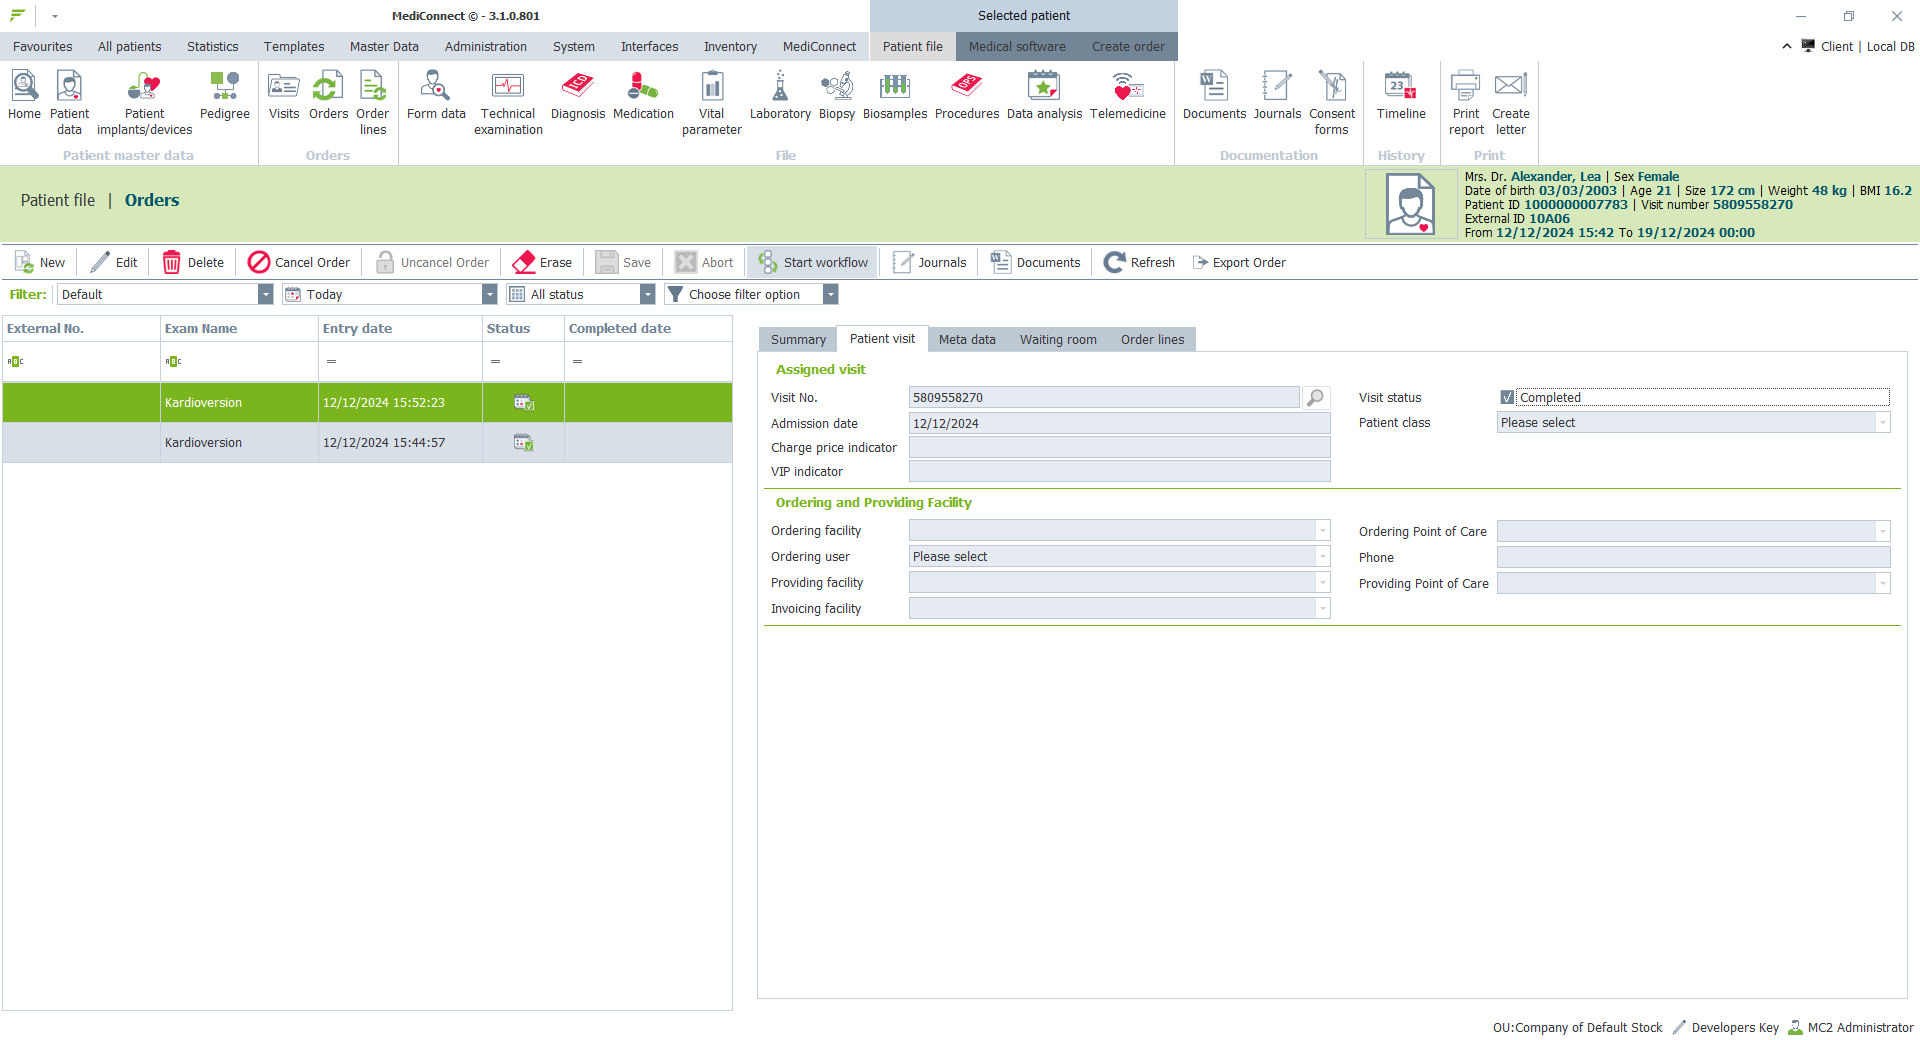 MediConnect © - 3.1.0.801
Selected patient
Favourites All patients Statistics Templates Master Data Administration System Interfaces Inventory MediConnect Patient file Medical software Create order
Client | Local DB
Home Patient data Patient implants/devices Pedigree
Patient master data
Visits Orders Order lines
Orders
Form data Technical examination Diagnosis Medication Vital parameter Laboratory Biopsy Biosamples Procedures Data analysis Telemedicine
File
Documents Journals Consent forms
Documentation
Timeline
History
Print report Create letter
Print
Patient file | Orders
Mrs. Dr. Alexander, Lea | Sex Female
Date of birth 03/03/2003 | Age 21 | Size 172 cm | Weight 48 kg | BMI 16.2
Patient ID 1000000007783 | Visit number 5809558270
External ID 10A06
From 12/12/2024 15:42 To 19/12/2024 00:00
New Edit Delete Cancel Order Uncancel Order Erase Save Abort Start workflow Journals Documents Refresh Export Order
Filter: Default Today All status Choose filter option
External No. Exam Name Entry date Status Completed date
ABC ABC = = =
Kardioversion 12/12/2024 15:52:23
Kardioversion 12/12/2024 15:44:57
Summary Patient visit Meta data Waiting room Order lines
Assigned visit
Visit No. 5809558270 Visit status Completed
Admission date 12/12/2024 Patient class Please select
Charge price indicator
VIP indicator
Ordering and Providing Facility
Ordering facility Ordering Point of Care
Ordering user Please select Phone
Providing facility Providing Point of Care
Invoicing facility
OU:Company of Default Stock Developers Key MC2 Administrator